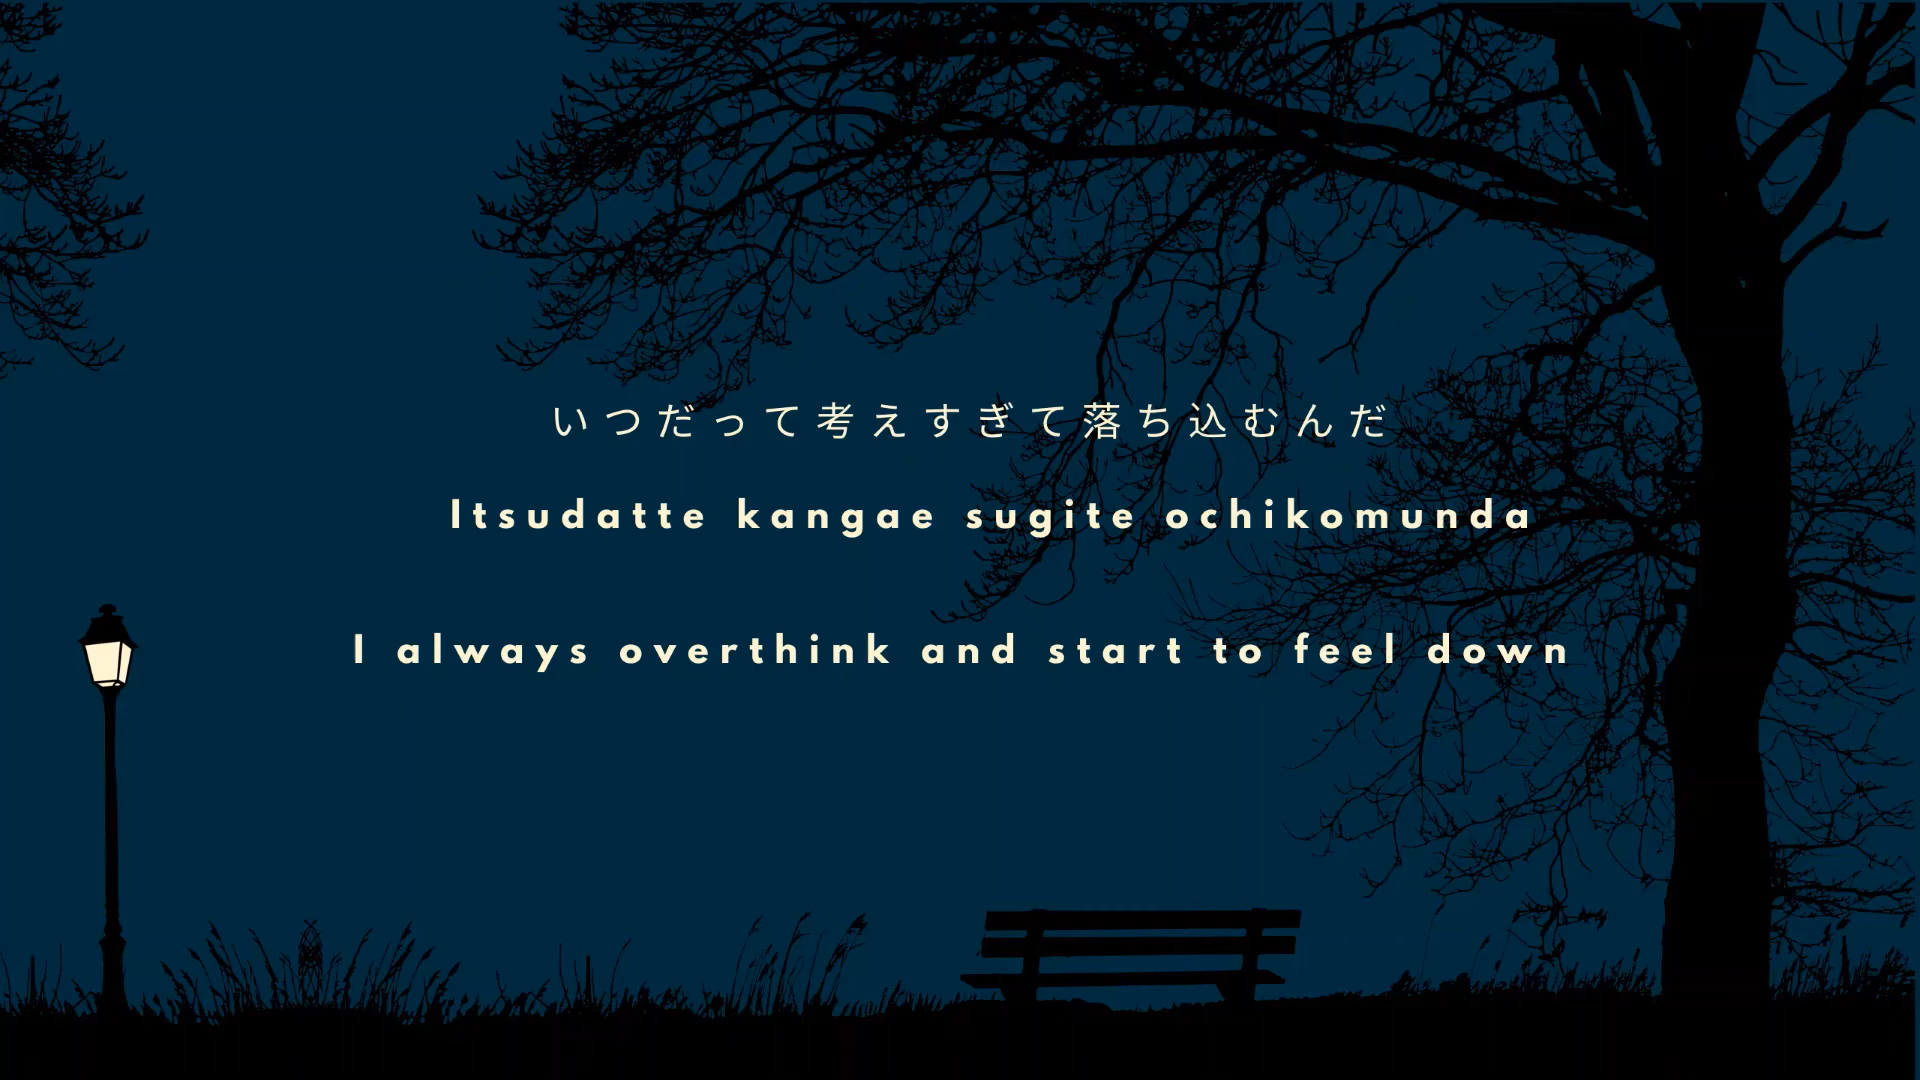 いつだって考えすぎて落ち込むんだ
Itsudatte kangae sugite ochikomunda
I always overthink and start to feel down